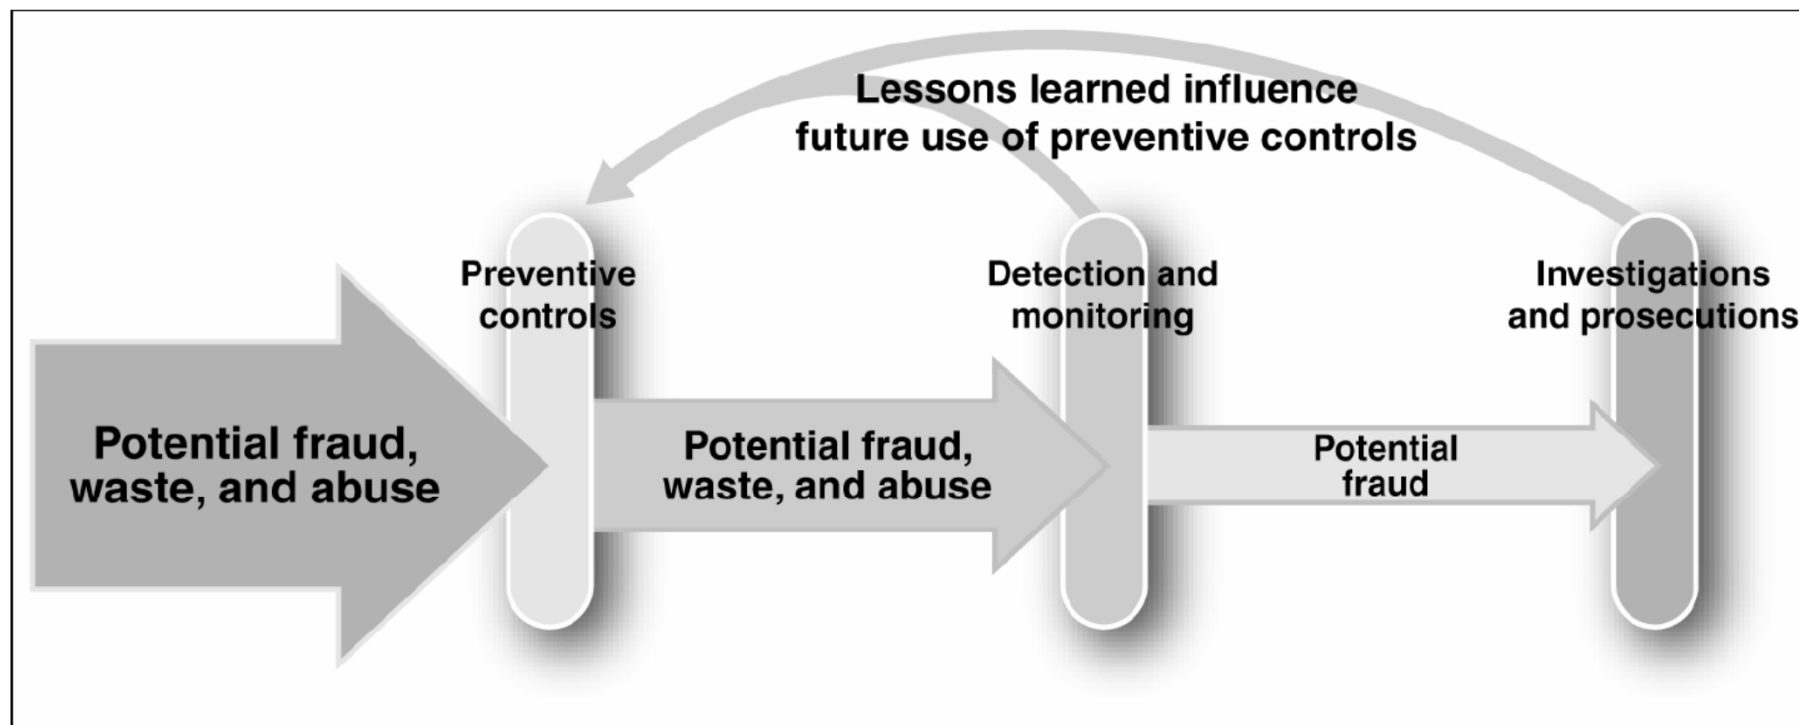 Lessons learned influence
future use of preventive controls
Preventive
controls
Detection and
monitoring
Investigations
and prosecutions
Potential fraud,
waste, and abuse
Potential fraud,
waste, and abuse
Potential
fraud